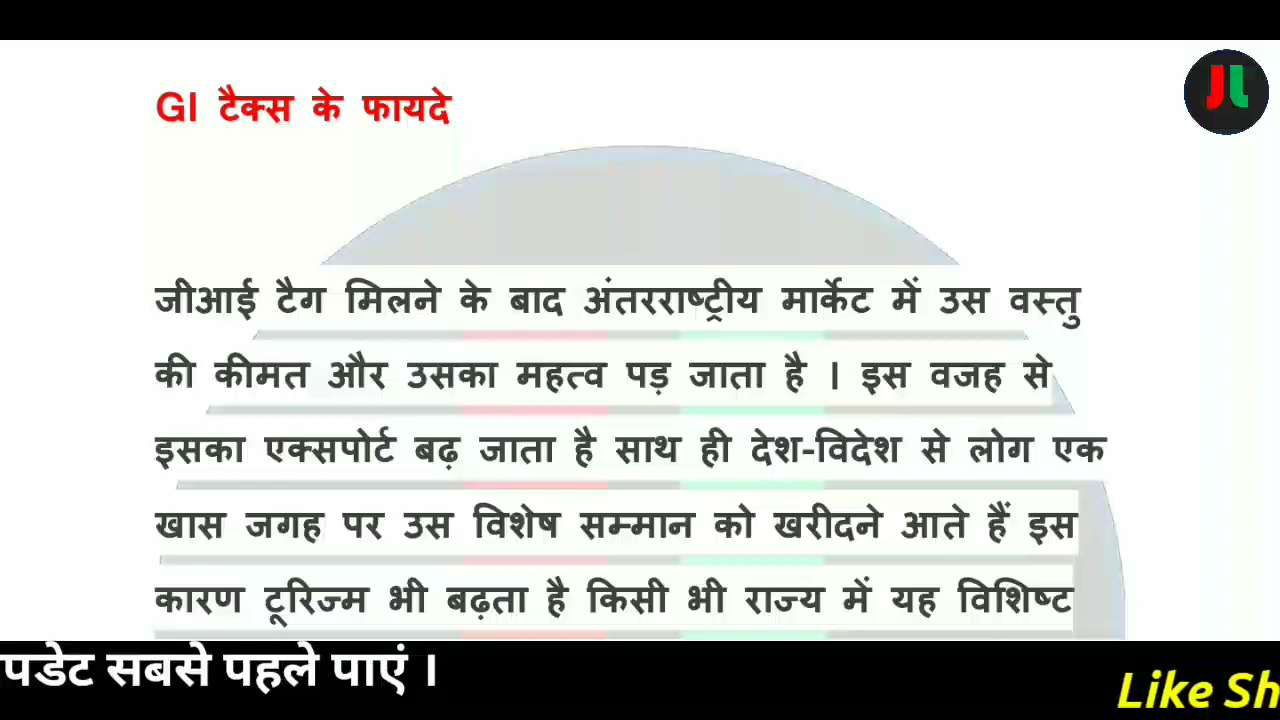 GI टैक्स के फायदे
जीआई टैग मिलने के बाद अंतरराष्ट्रीय मार्केट में उस वस्तु
की कीमत और उसका महत्व पड़ जाता है । इस वजह से
इसका एक्सपोर्ट बढ़ जाता है साथ ही देश-विदेश से लोग एक
खास जगह पर उस विशेष सम्मान को खरीदने आते हैं इस
कारण टूरिज्म भी बढ़ता है किसी भी राज्य में यह विशिष्ट
पडेट सबसे पहले पाएं ।
Like Sh